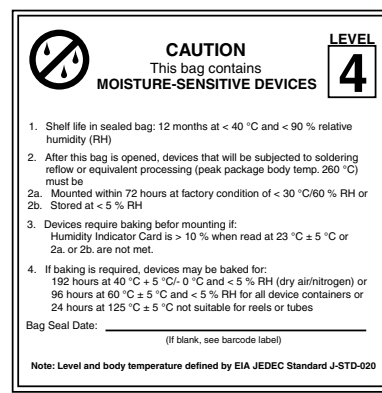 CAUTION
This bag contains
MOISTURE-SENSITIVE DEVICES
LEVEL
4
1. Shelf life in sealed bag: 12 months at < 40 °C and < 90 % relative
humidity (RH)
2. After this bag is opened, devices that will be subjected to soldering
reflow or equivalent processing (peak package body temp. 260 °C)
must be
2a. Mounted within 72 hours at factory condition of < 30 °C/60 % RH or
2b. Stored at < 5 % RH
3. Devices require baking befor mounting if:
Humidity Indicator Card is > 10 % when read at 23 °C ± 5 °C or
2a. or 2b. are not met.
4. If baking is required, devices may be baked for:
192 hours at 40 °C + 5 °C/- 0 °C and < 5 % RH (dry air/nitrogen) or
96 hours at 60 °C ± 5 °C and < 5 % RH for all device containers or
24 hours at 125 °C ± 5 °C not suitable for reels or tubes
Bag Seal Date:
(If blank, see barcode label)
Note: Level and body temperature defined by EIA JEDEC Standard J-STD-020